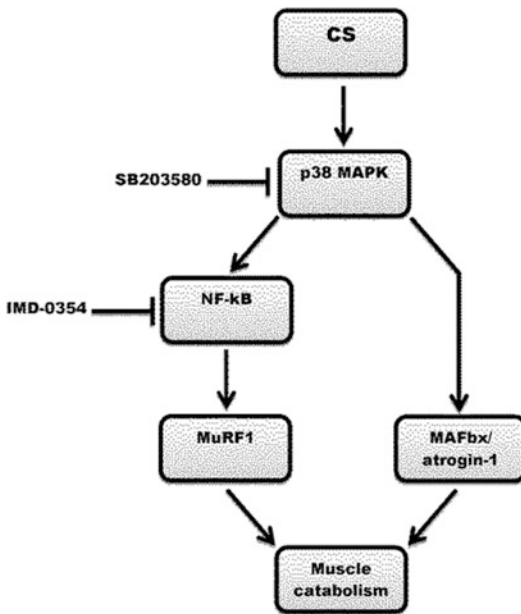 CS
p38 MAPK
SB203580
NF-kB
IMD-0354
MuRF1
MAFbx/
atrogin-1
Muscle
catabolism